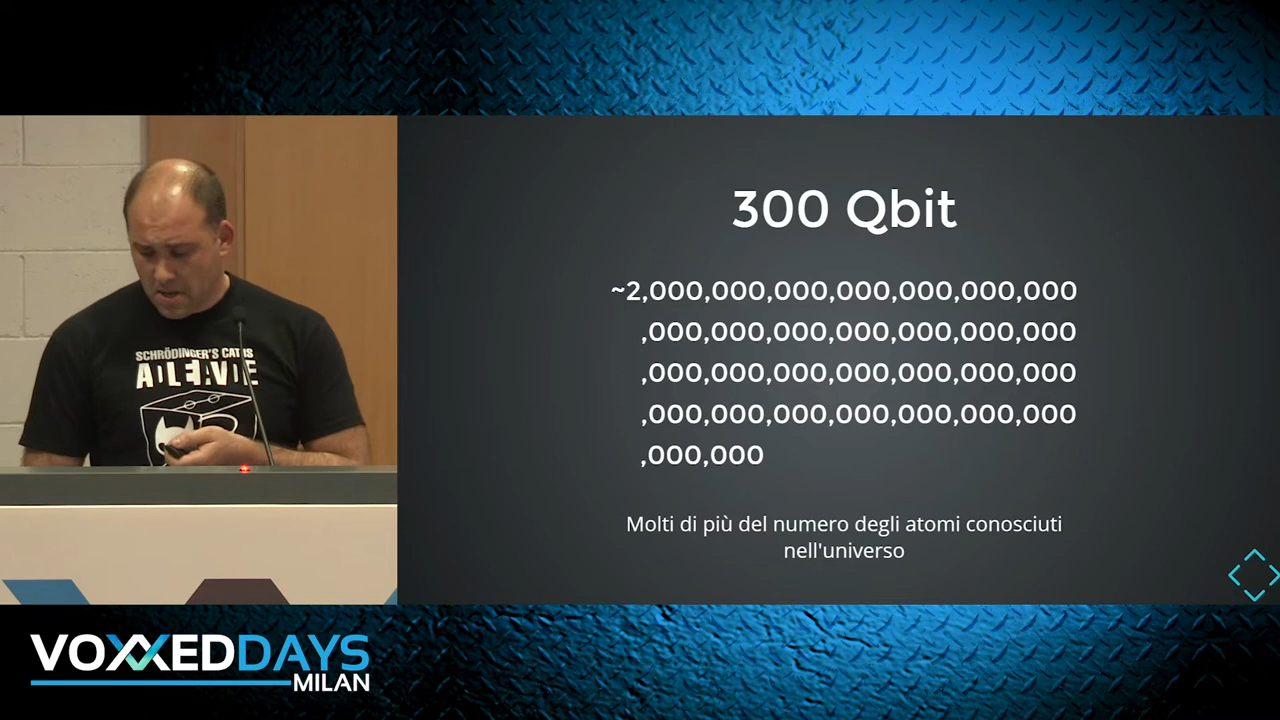 SCHRÖDINGER'S CAT IS
300 Qbit
~2,000,000,000,000,000,000,000
,000,000,000,000,000,000,000
,000,000,000,000,000,000,000
,000,000,000,000,000,000,000
,000,000
Molti di più del numero degli atomi conosciuti
nell'universo
VOXXEDDAYS
MILAN